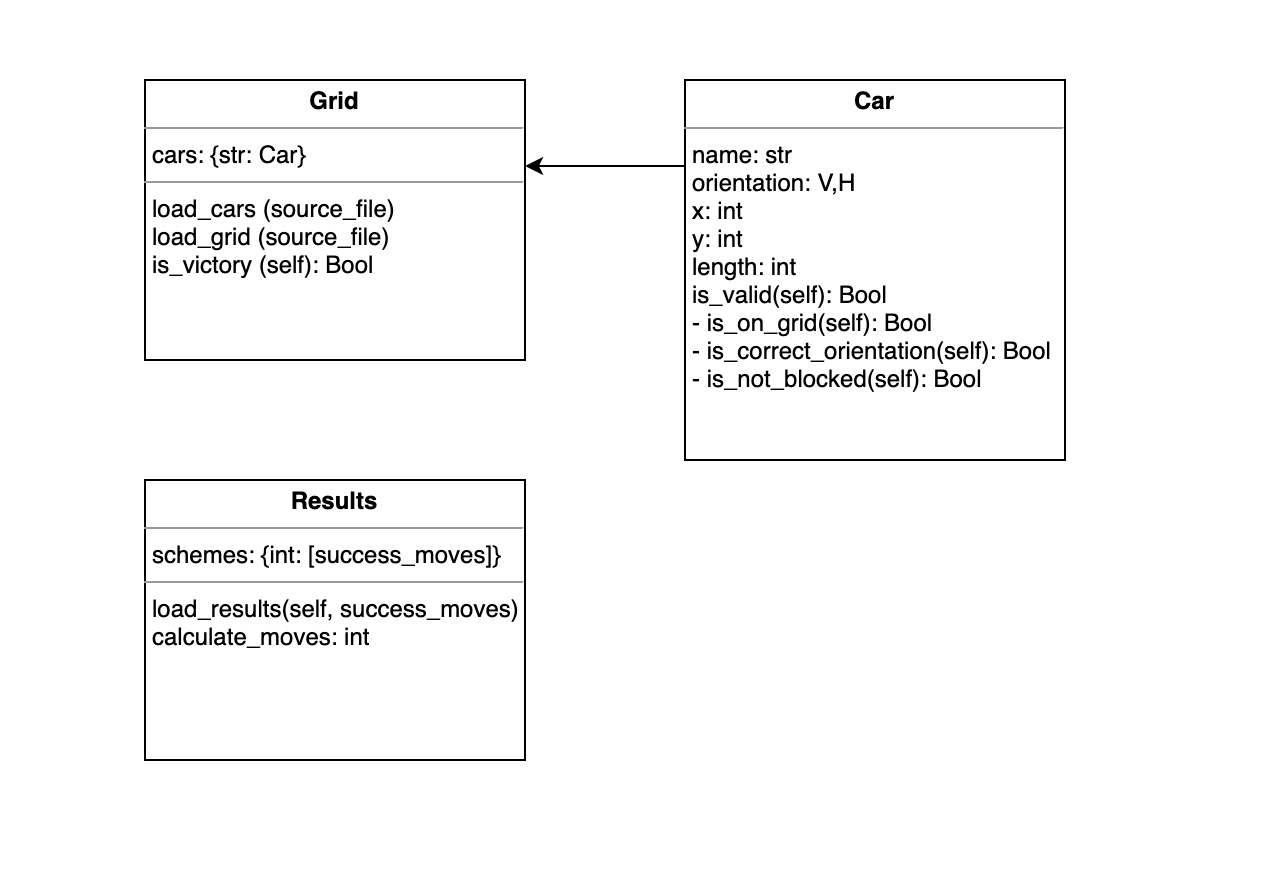 Grid
cars: {str: Car}
load_cars (source_file)
load_grid (source_file)
is_victory (self): Bool
Car
name: str
orientation: V,H
x: int
y: int
length: int
is_valid(self): Bool
- is_on_grid(self): Bool
- is_correct_orientation(self): Bool
- is_not_blocked(self): Bool
Results
schemes: {int: [success_moves]}
load_results(self, success_moves)
calculate_moves: int